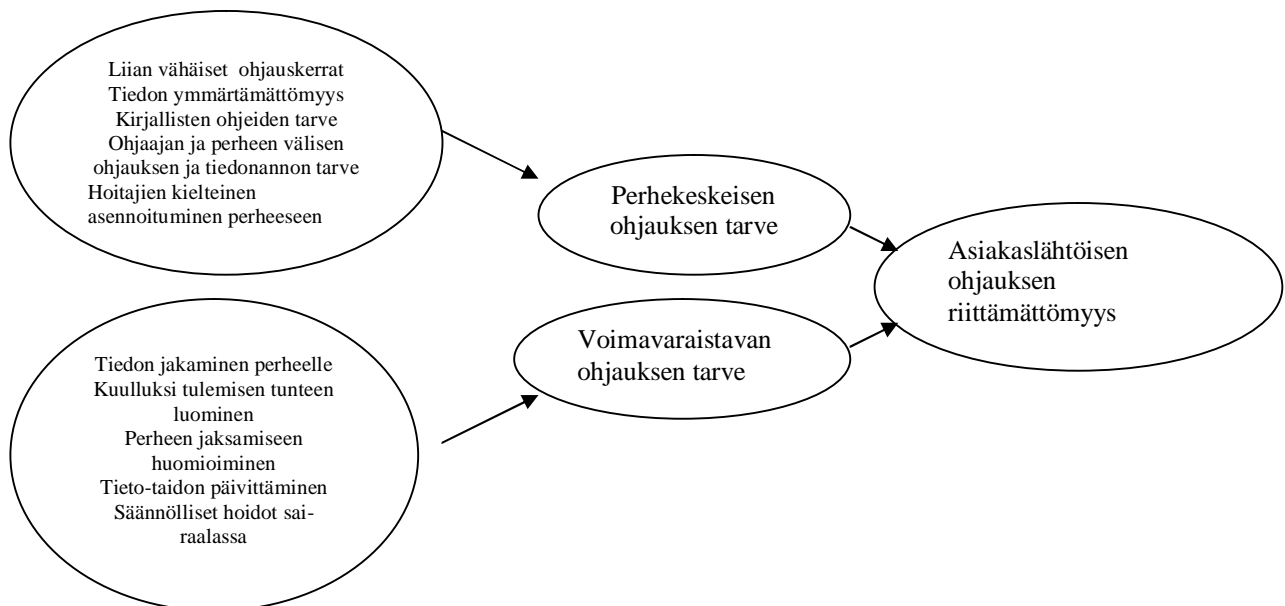 Liian vähäiset ohjauskerrat
Tiedon ymmärtämättömyys
Kirjallisten ohjeiden tarve
Ohjaajan ja perheen välisen
ohjauksen ja tiedonannon tarve
Hoitajien kielteinen
asennoituminen perheeseen
Perhekeskeisen
ohjauksen tarve
Asiakaslähtöisen
ohjauksen
riittämättömyys
Voimavaraistavan
ohjauksen tarve
Tiedon jakaminen perheelle
Kuulluksi tulemisen tunteen
luominen
Perheen jaksamiseen
huomioiminen
Tieto-taidon päivittäminen
Säännölliset hoidot sai-
raalassa